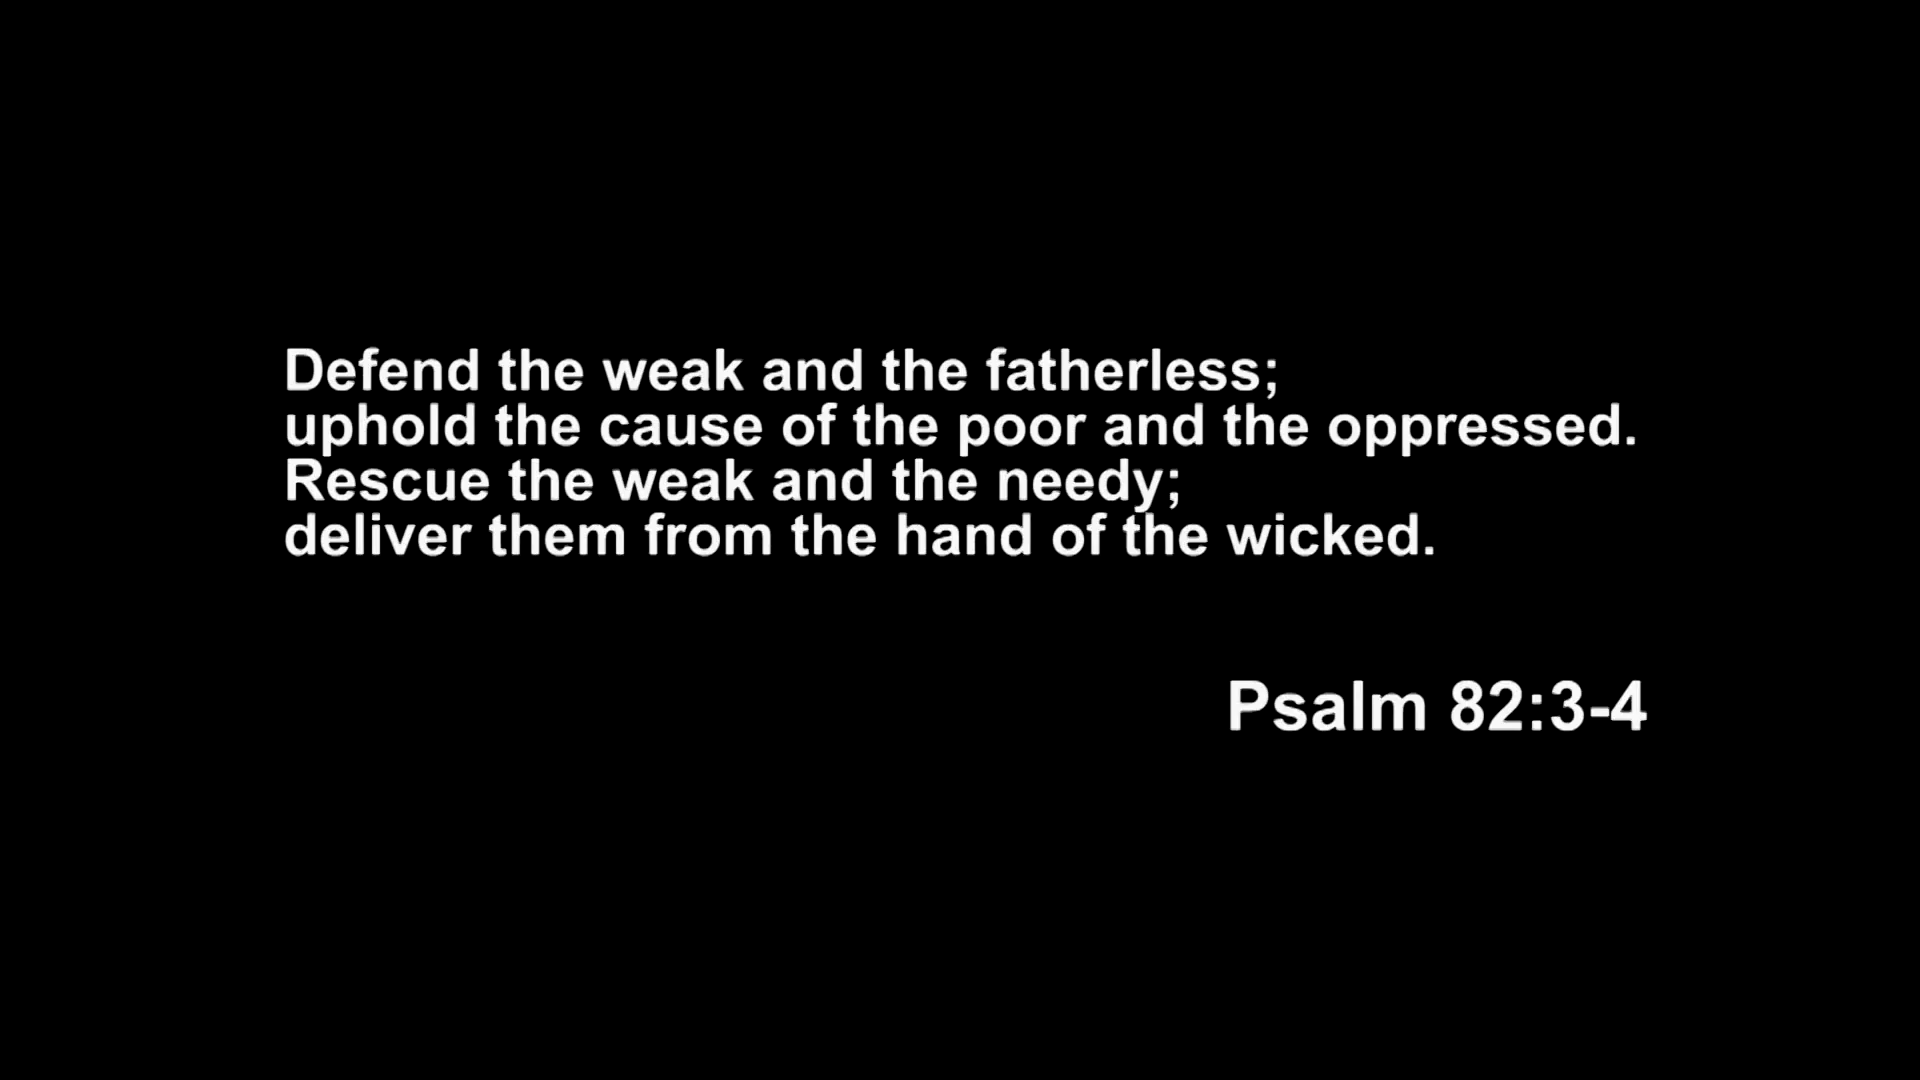 Defend the weak and the fatherless;
uphold the cause of the poor and the oppressed.
Rescue the weak and the needy;
deliver them from the hand of the wicked.
Psalm 82:3-4